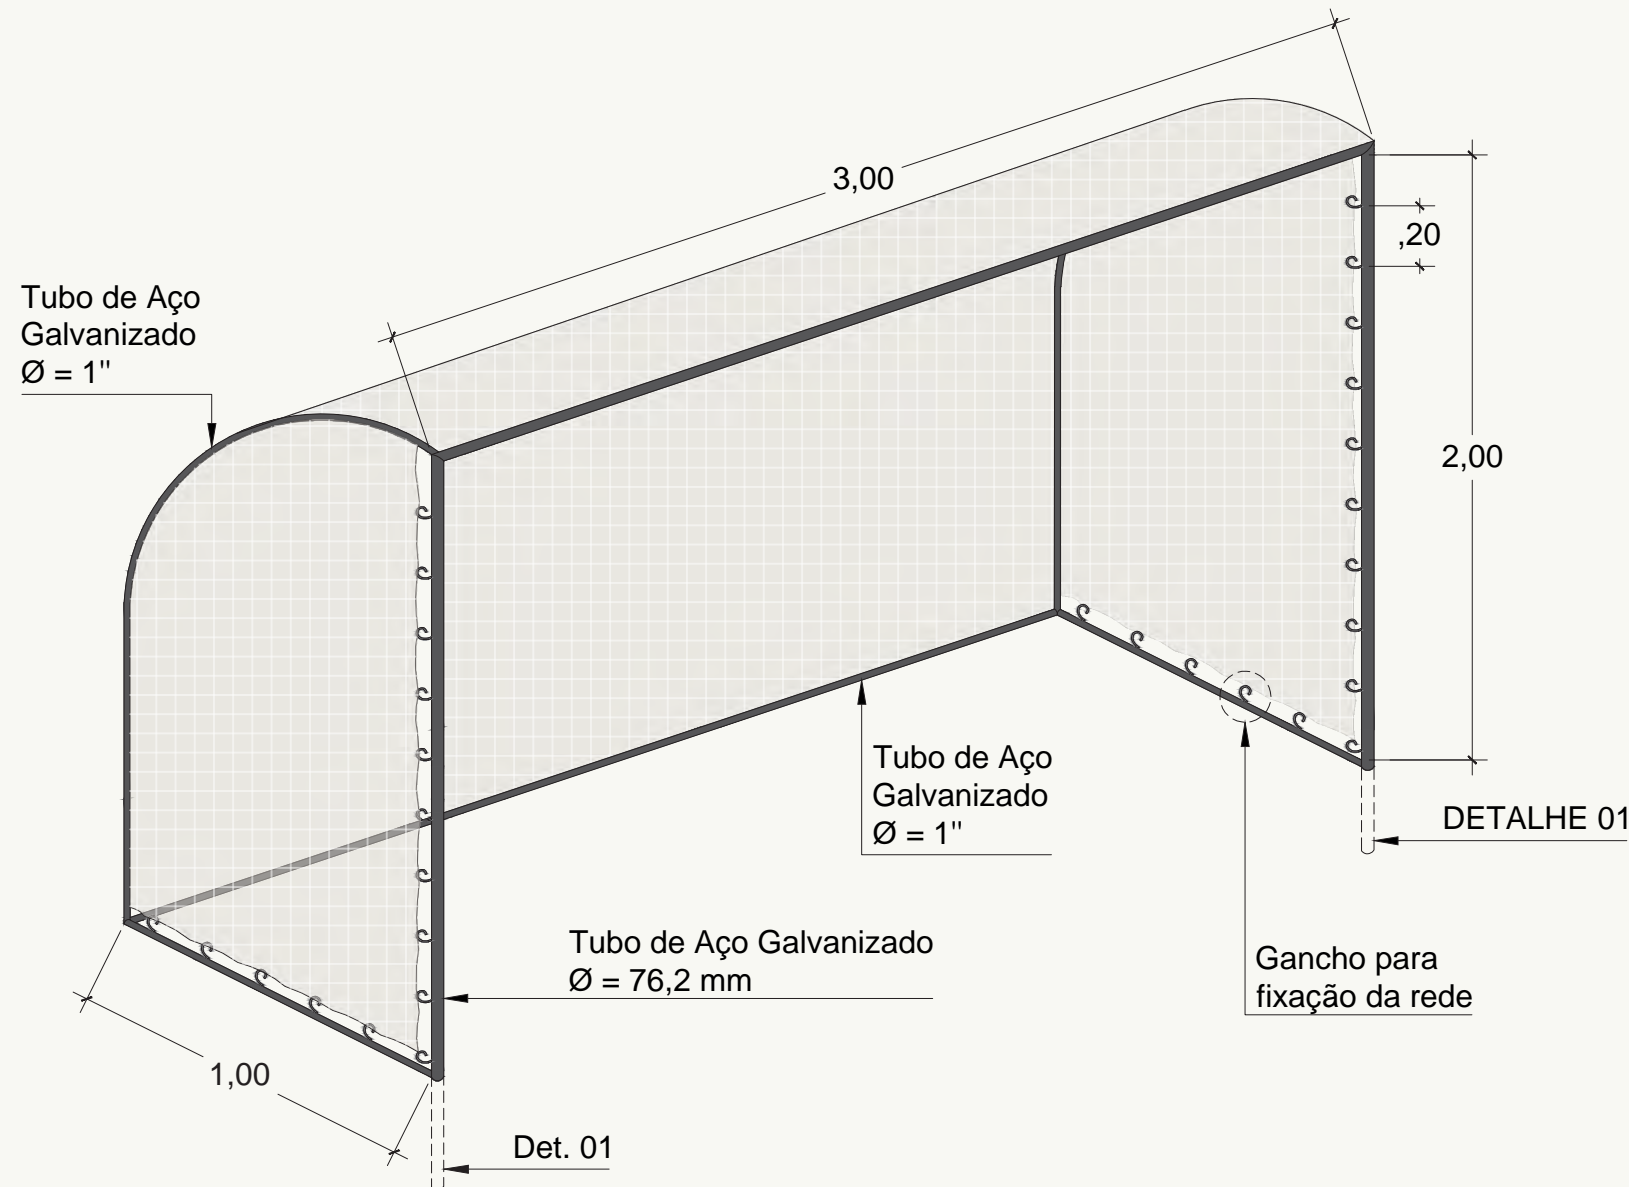 3,00
,20
Tubo de Aço
Galvanizado
Ø = 1"
2,00
Tubo de Aço
Galvanizado
Ø = 1"
DETALHE 01
Tubo de Aço Galvanizado
Ø = 76,2 mm
Gancho para
fixação da rede
1,00
Det. 01